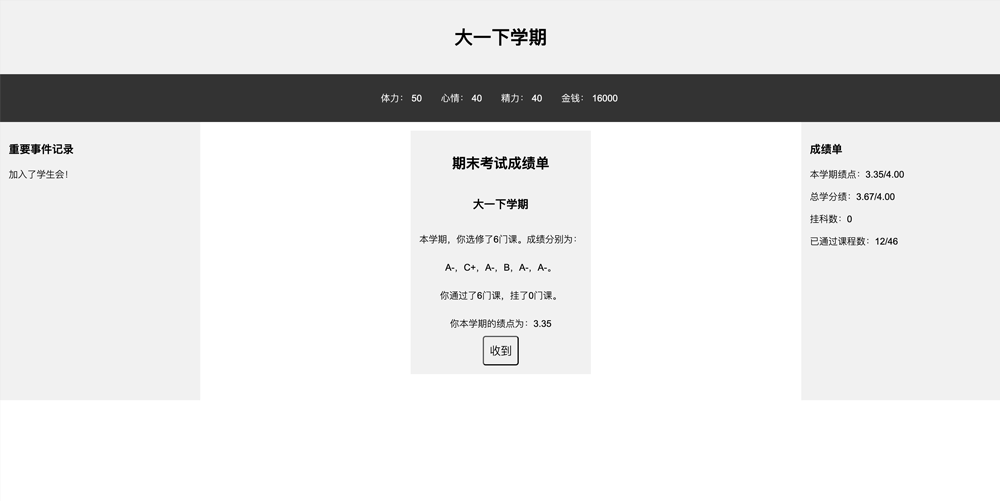 大一下学期
体力： 50 心情： 40 精力： 40 金钱： 16000
重要事件记录
加入了学生会！
期末考试成绩单
大一下学期
本学期，你选修了6门课。成绩分别为：
A-，C+，A-，B，A-，A-。
你通过了6门课，挂了0门课。
你本学期的绩点为：3.35
收到
成绩单
本学期绩点：3.35/4.00
总学分绩：3.67/4.00
挂科数：0
已通过课程数：12/46